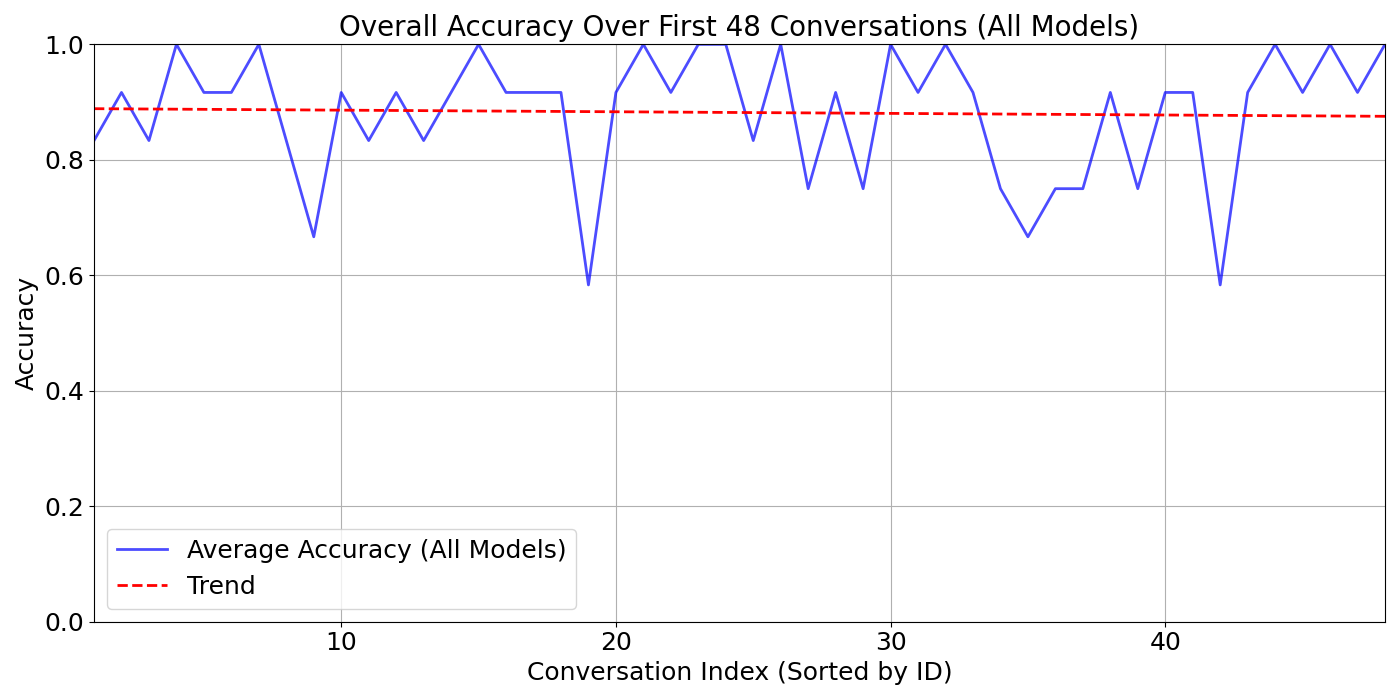 Overall Accuracy Over First 48 Conversations (All Models)
1.0
0.8
0.6
0.4
0.2
0.0
Accuracy
Average Accuracy (All Models)
Trend
10 20 30 40
Conversation Index (Sorted by ID)